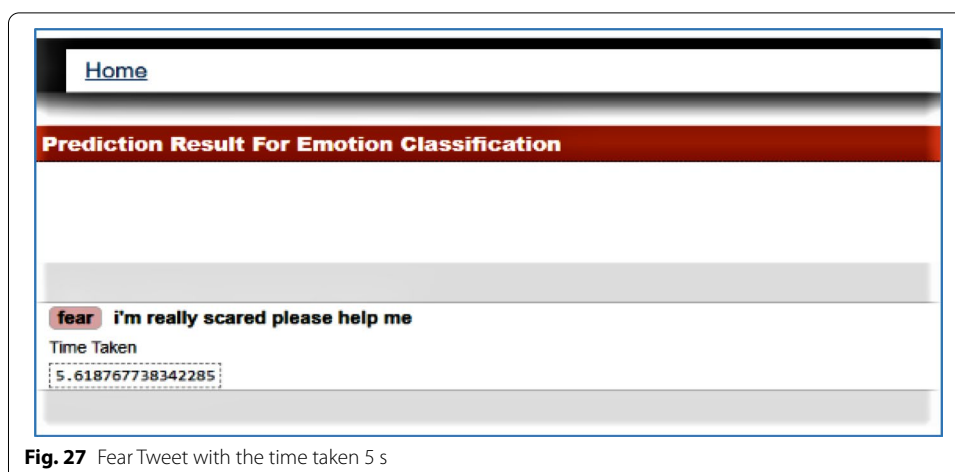 Home
Prediction Result For Emotion Classification
fear i'm really scared please help me
Time Taken
5.618767738342285
Fig. 27 Fear Tweet with the time taken 5 s